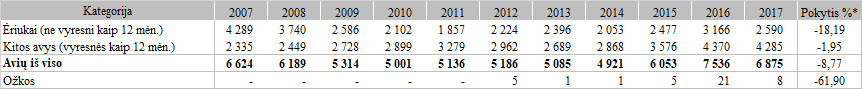 Kategorija 2007 2008 2009 2010 2011 2012 2013 2014 2015 2016 2017 Pokytis %*
Ėriukai (ne vyresni kaip 12 mėn.) 4 289 3 740 2 586 2 102 1 857 2 224 2 396 2 053 2 477 3 166 2 590 -18,19
Kitos avys (vyresnės kaip 12 mėn.) 2 335 2 449 2 728 2 899 3 279 2 962 2 689 2 868 3 576 4 370 4 285 -1,95
Avių iš viso 6 624 6 189 5 314 5 001 5 136 5 186 5 085 4 921 6 053 7 536 6 875 -8,77
Ožkos - - - - - 5 1 1 5 21 8 -61,90